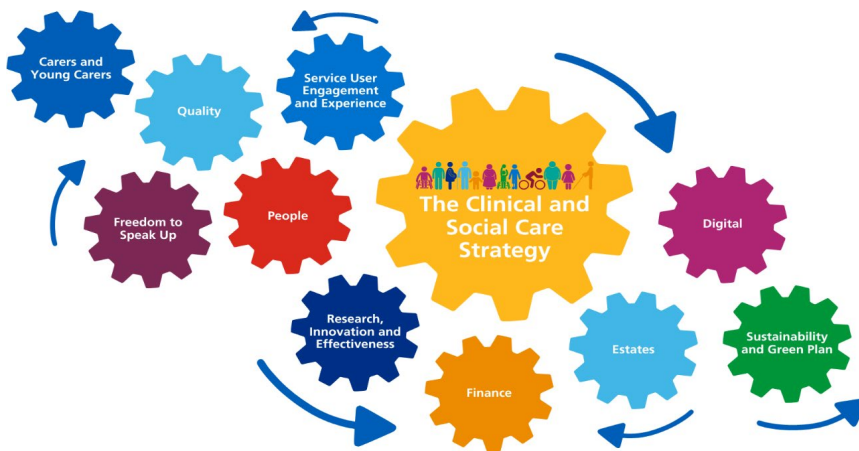 Carers and
Young Carers
Quality
Service User
Engagement
and Experience
Freedom to
Speak Up
People
The Clinical and
Social Care
Strategy
Digital
Research,
Innovation and
Effectiveness
Finance
Estates
Sustainability
and Green Plan